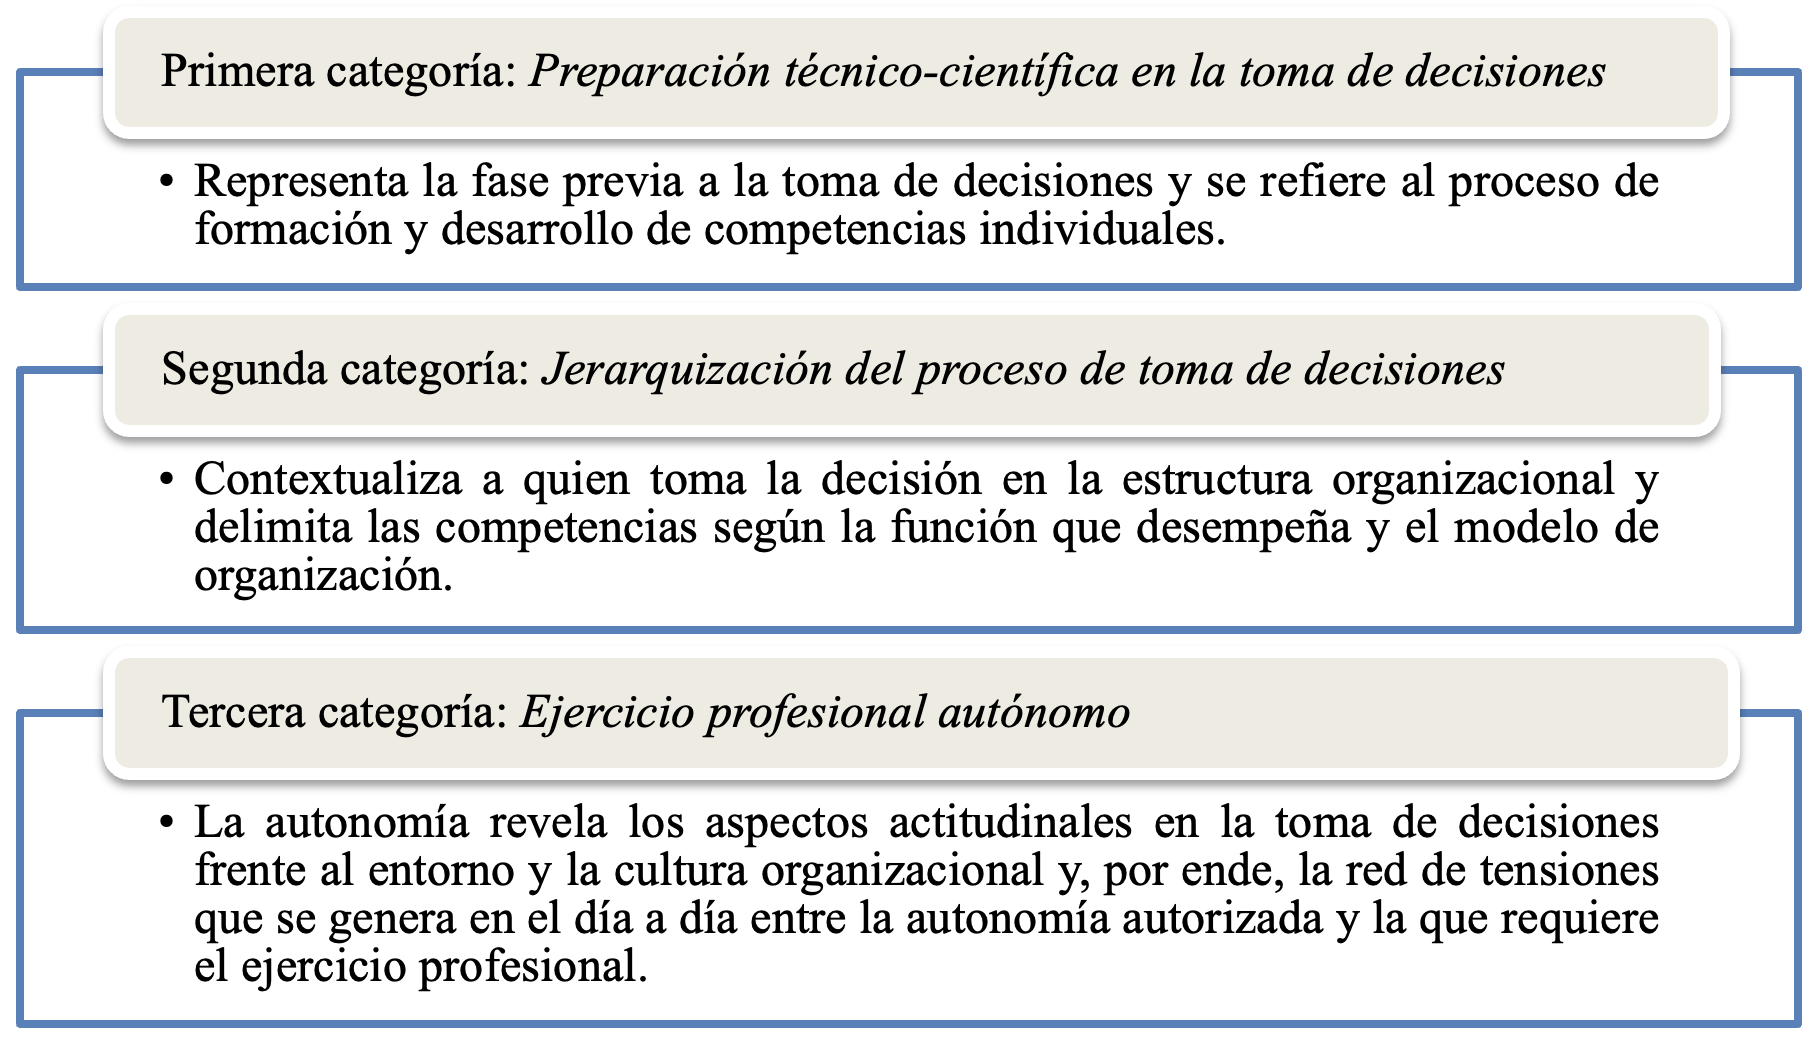 Primera categoría: Preparación técnico-científica en la toma de decisiones
• Representa la fase previa a la toma de decisiones y se refiere al proceso de
formación y desarrollo de competencias individuales.
Segunda categoría: Jerarquización del proceso de toma de decisiones
• Contextualiza a quien toma la decisión en la estructura organizacional y
delimita las competencias según la función que desempeña y el modelo de
organización.
Tercera categoría: Ejercicio profesional autónomo
• La autonomía revela los aspectos actitudinales en la toma de decisiones
frente al entorno y la cultura organizacional y, por ende, la red de tensiones
que se genera en el día a día entre la autonomía autorizada y la que requiere
el ejercicio profesional.